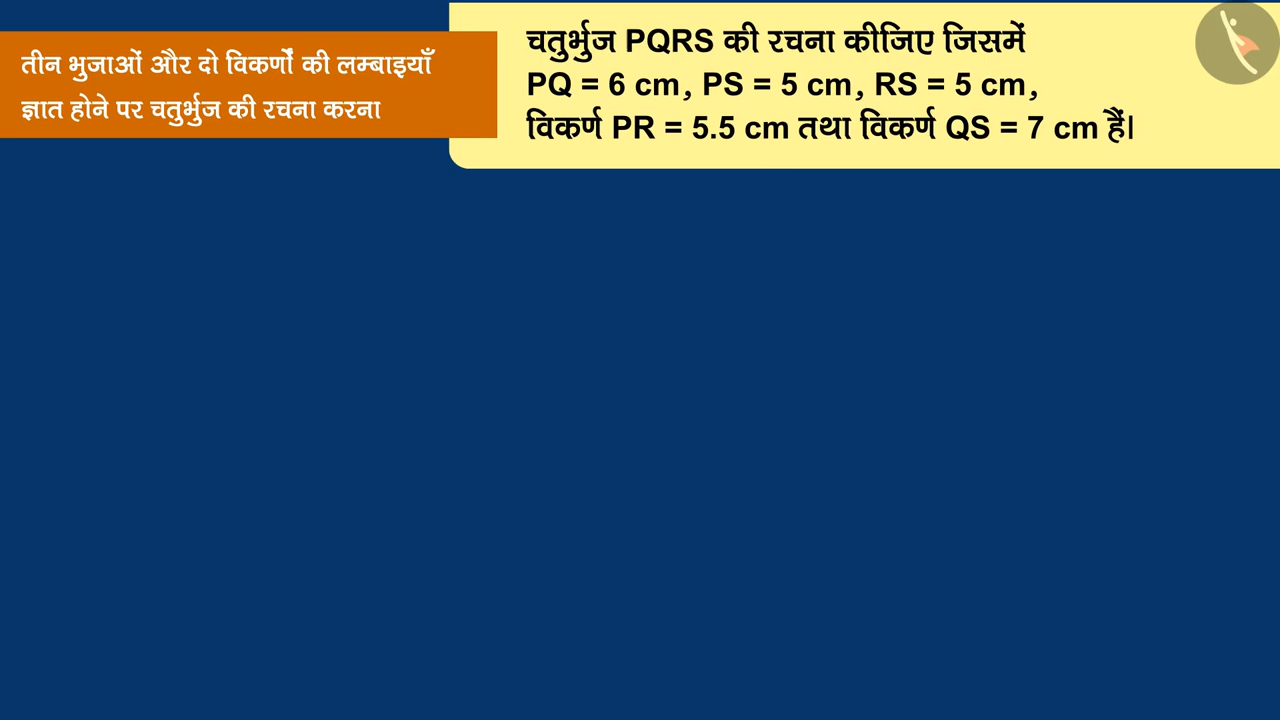 तीन भुजाओं और दो विकर्णों की लम्बाइयाँ
ज्ञात होने पर चतुर्भुज की रचना करना
चतुर्भुज PQRS की रचना कीजिए जिसमें
PQ = 6 cm, PS = 5 cm, RS = 5 cm,
विकर्ण PR = 5.5 cm तथा विकर्ण QS = 7 cm हैं।